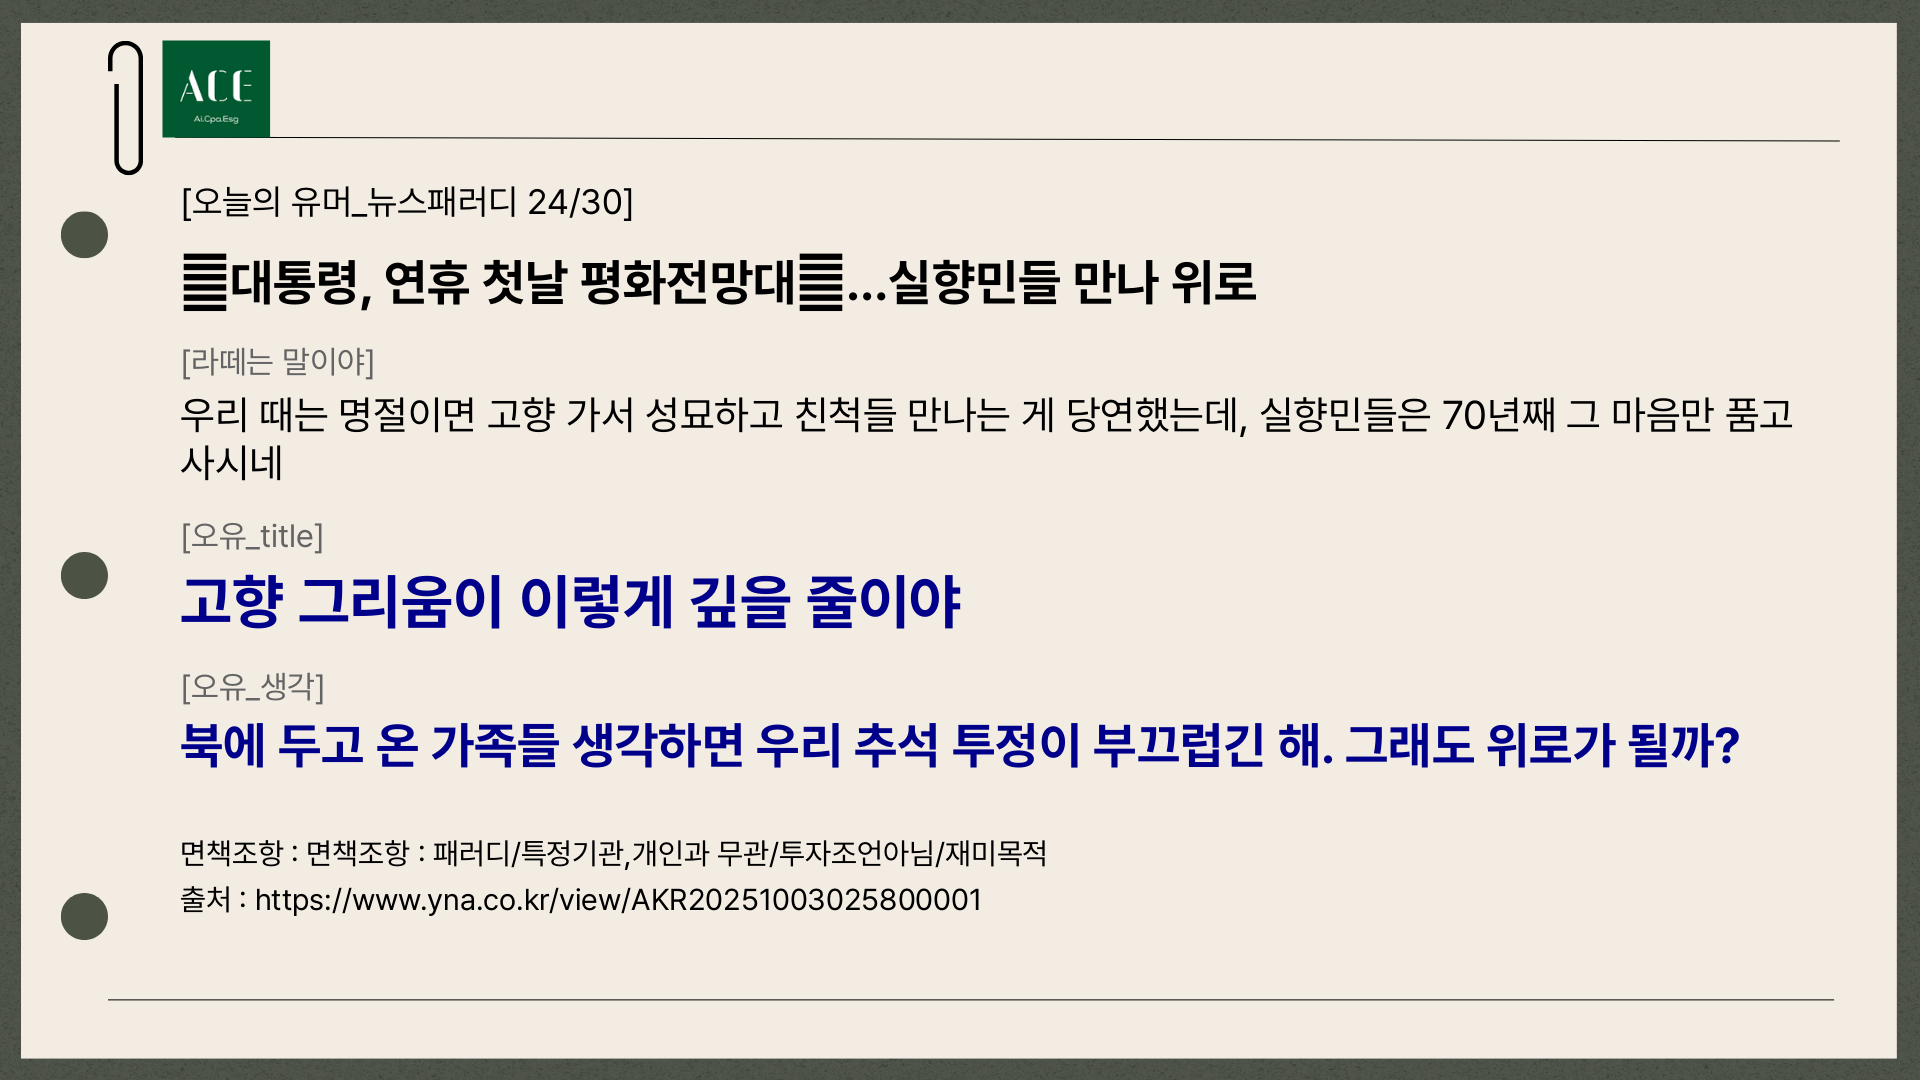 ACE
Ai.Cpa.Esg
[오늘의 유머_뉴스패러디 24/30]
䷀대통령, 연휴 첫날 평화전망대䷀…실향민들 만나 위로
[라떼는 말이야]
우리 때는 명절이면 고향 가서 성묘하고 친척들 만나는 게 당연했는데, 실향민들은 70년째 그 마음만 품고
사시네
[오유_title]
고향 그리움이 이렇게 깊을 줄이야
[오유_생각]
북에 두고 온 가족들 생각하면 우리 추석 투정이 부끄럽긴 해. 그래도 위로가 될까?
면책조항 : 면책조항 : 패러디/특정기관,개인과 무관/투자조언아님/재미목적
출처 : https://www.yna.co.kr/view/AKR20251003025800001